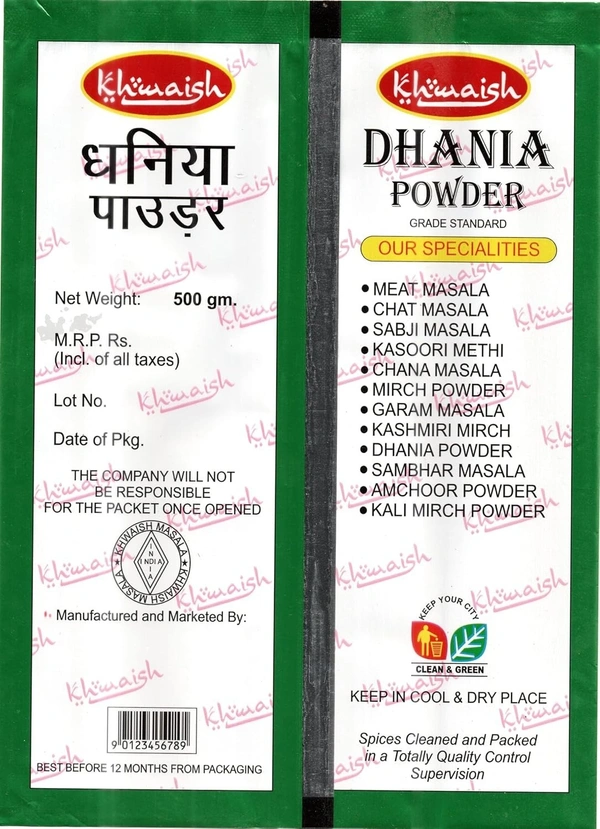 Khwaish
धनिया
पाउडर
Net Weight: 500 gm.
M.R.P. Rs.
(Incl. of all taxes)
Lot No.
Date of Pkg.
THE COMPANY WILL NOT
BE RESPONSIBLE
FOR THE PACKET ONCE OPENED
★ KHWAISH MASALA ★ KHWAISH MASALA
INDIA
INDIA
Manufactured and Marketed By:
9 0123456789
BEST BEFORE 12 MONTHS FROM PACKAGING
Khwaish
DHANIA
POWDER
GRADE STANDARD
OUR SPECIALITIES
• MEAT MASALA
• CHAT MASALA
• SABJI MASALA
• KASOORI METHI
• CHANA MASALA
• MIRCH POWDER
• GARAM MASALA
• KASHMIRI MIRCH
• DHANIA POWDER
• SAMBHAR MASALA
• AMCHOOR POWDER
• KALI MIRCH POWDER
KEEP YOUR CITY
CLEAN & GREEN
KEEP IN COOL & DRY PLACE
Spices Cleaned and Packed
in a Totally Quality Control
Supervision